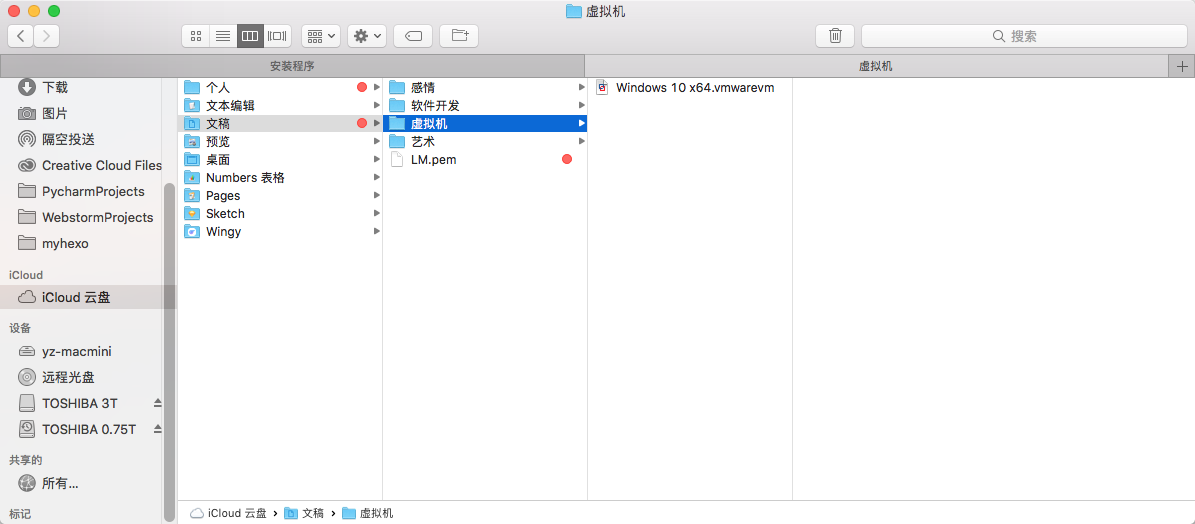 虚拟机
搜索
安装程序
虚拟机
下载
图片
隔空投送
Creative Cloud Files
PycharmProjects
WebstormProjects
myhexo
iCloud
iCloud 云盘
设备
yz-macmini
远程光盘
TOSHIBA 3T
TOSHIBA 0.75T
共享的
所有...
标记
个人
文本编辑
文稿
预览
桌面
Numbers 表格
Pages
Sketch
Wingy
感情
软件开发
虚拟机
艺术
LM.pem
Windows 10 x64.vmwarevm
iCloud 云盘 › 文稿 › 虚拟机